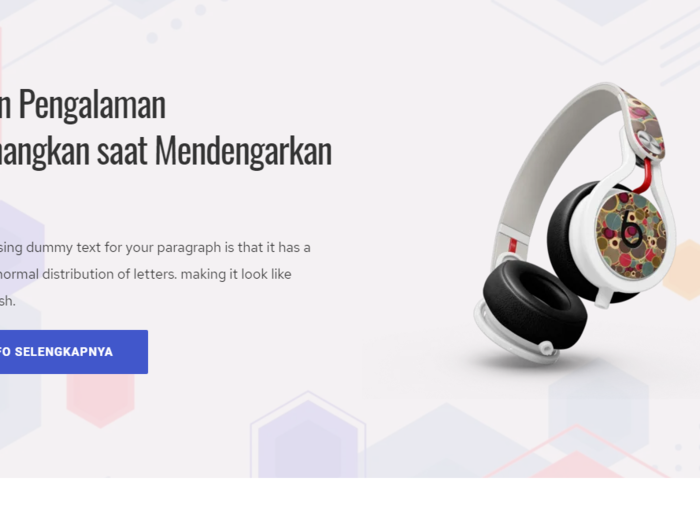 n Pengalaman
nangkan saat Mendengarkan
sing dummy text for your paragraph is that it has a
normal distribution of letters. making it look like
sh.
FO SELENGKAPNYA
b